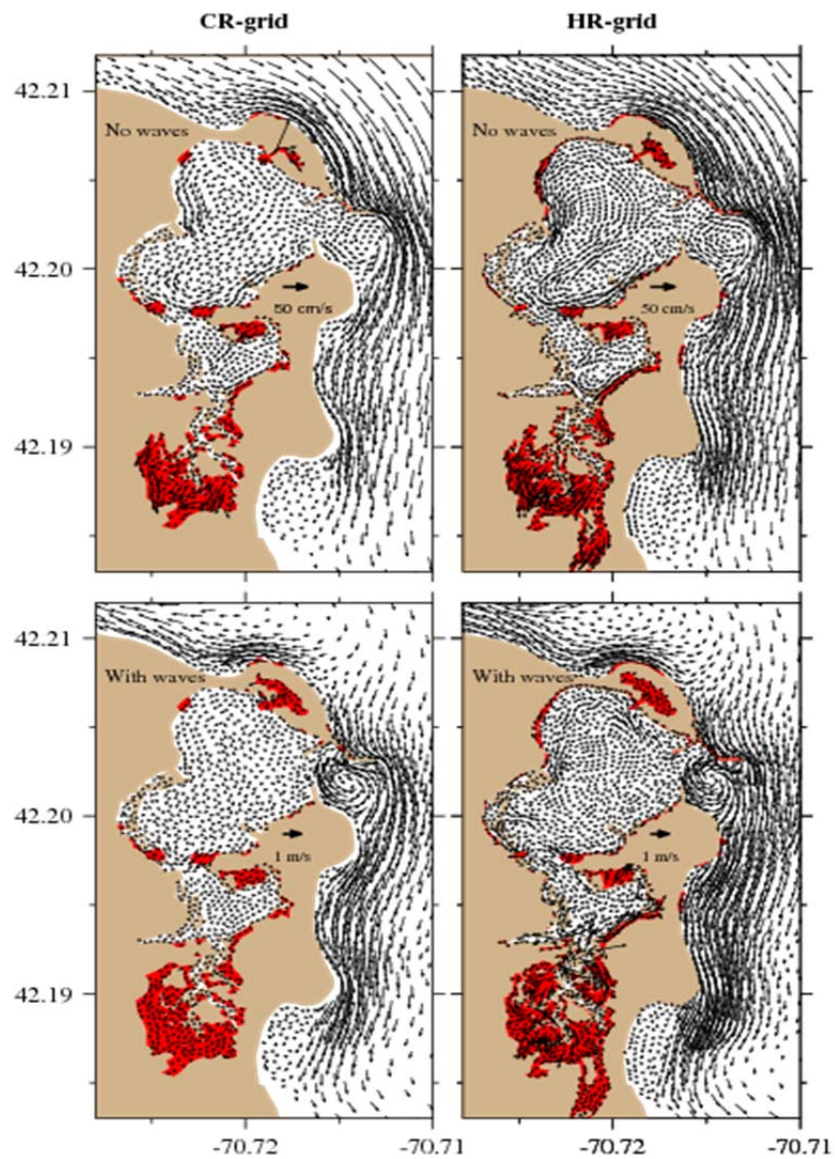 CR-grid HR-grid
42.21
No waves No waves
42.20
50 cm/s 50 cm/s
42.19
42.21
With waves With waves
42.20
1 m/s 1 m/s
42.19
-70.72 -70.71 -70.72 -70.71